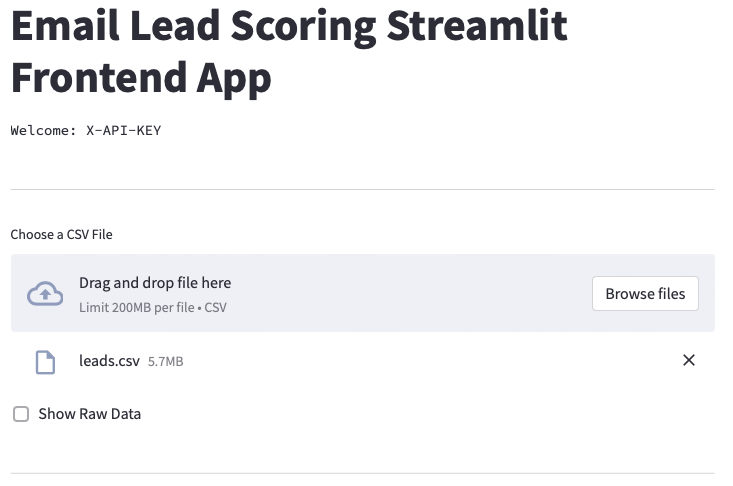 Email Lead Scoring Streamlit
Frontend App
Welcome: X-API-KEY
Choose a CSV File
Drag and drop file here
Limit 200MB per file • CSV
Browse files
leads.csv 5.7MB
Show Raw Data